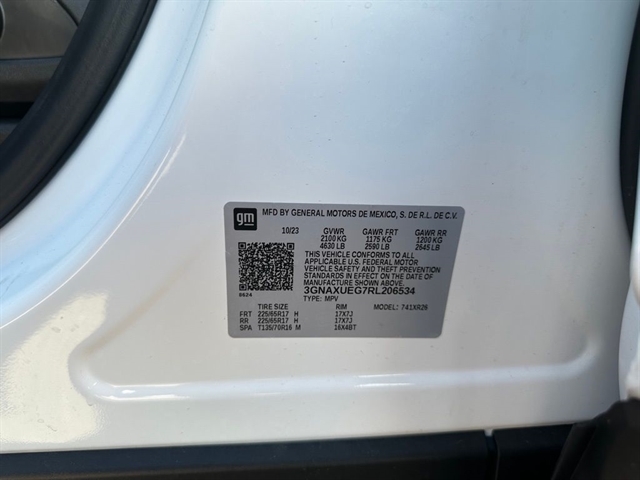 gm MFD BY GENERAL MOTORS DE MEXICO, S. DE R.L. DE C.V.
10/23 GVWR GAWR FRT GAWR RR
2100 KG 1175 KG 1200 KG
4630 LB 2590 LB 2645 LB
THIS VEHICLE CONFORMS TO ALL
APPLICABLE U.S. FEDERAL MOTOR
VEHICLE SAFETY AND THEFT PREVENTION
STANDARDS IN EFFECT ON THE DATE OF
MANUFACTURE SHOWN ABOVE.
3GNAXUEG7RL206534
TYPE: MPV
TIRE SIZE RIM MODEL: 741XR26
FRT 225/65R17 H 17X7J
RR 225/65R17 H 17X7J
SPA T135/70R16 M 16X4BT